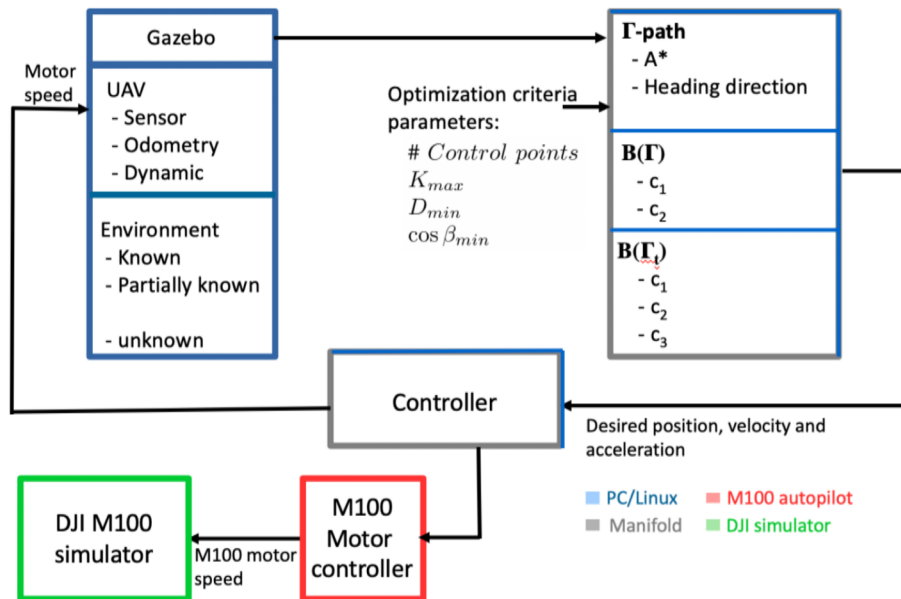 Gazebo
Motor
speed
UAV
- Sensor
- Odometry
- Dynamic
Environment
- Known
- Partially known
- unknown
Optimization criteria
parameters:
# Control points
K_max
D_min
cos β_min
Γ-path
- A*
- Heading direction
B(Γ)
- c₁
- c₂
B(Γ_t)
- c₁
- c₂
- c₃
Controller
Desired position, velocity and
acceleration
DJI M100
simulator
M100 motor
speed
M100
Motor
controller
PC/Linux
M100 autopilot
Manifold
DJI simulator